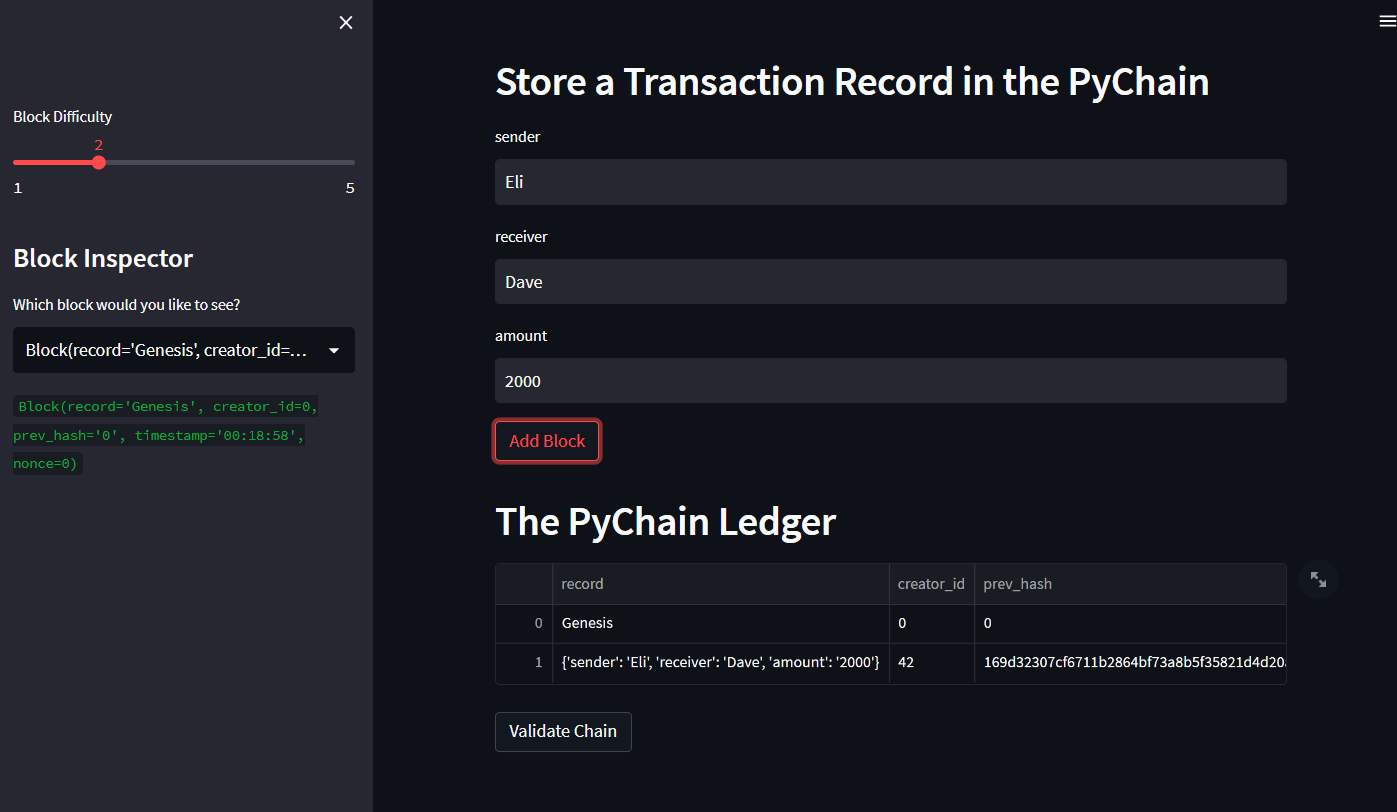 Block Difficulty
2
1 5
Block Inspector
Which block would you like to see?
Block(record='Genesis', creator_id=...
Block(record='Genesis', creator_id=0,
prev_hash='0', timestamp='00:18:58',
nonce=0)
Store a Transaction Record in the PyChain
sender
Eli
receiver
Dave
amount
2000
Add Block
The PyChain Ledger
record creator_id prev_hash
0 Genesis 0 0
1 {'sender': 'Eli', 'receiver': 'Dave', 'amount': '2000'} 42 169d32307cf6711b2864bf73a8b5f35821d4d20
Validate Chain